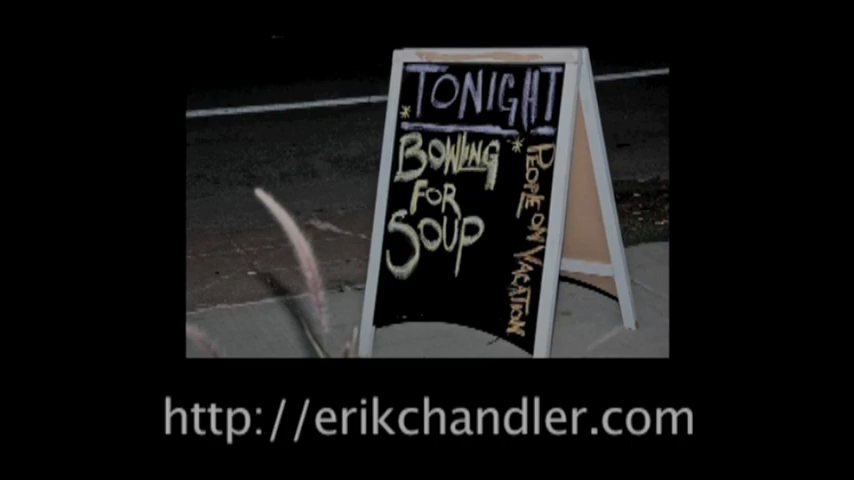 TONIGHT
BOWLING
FOR
SOUP
PEOPLE ON VACATION
http://erikchandler.com